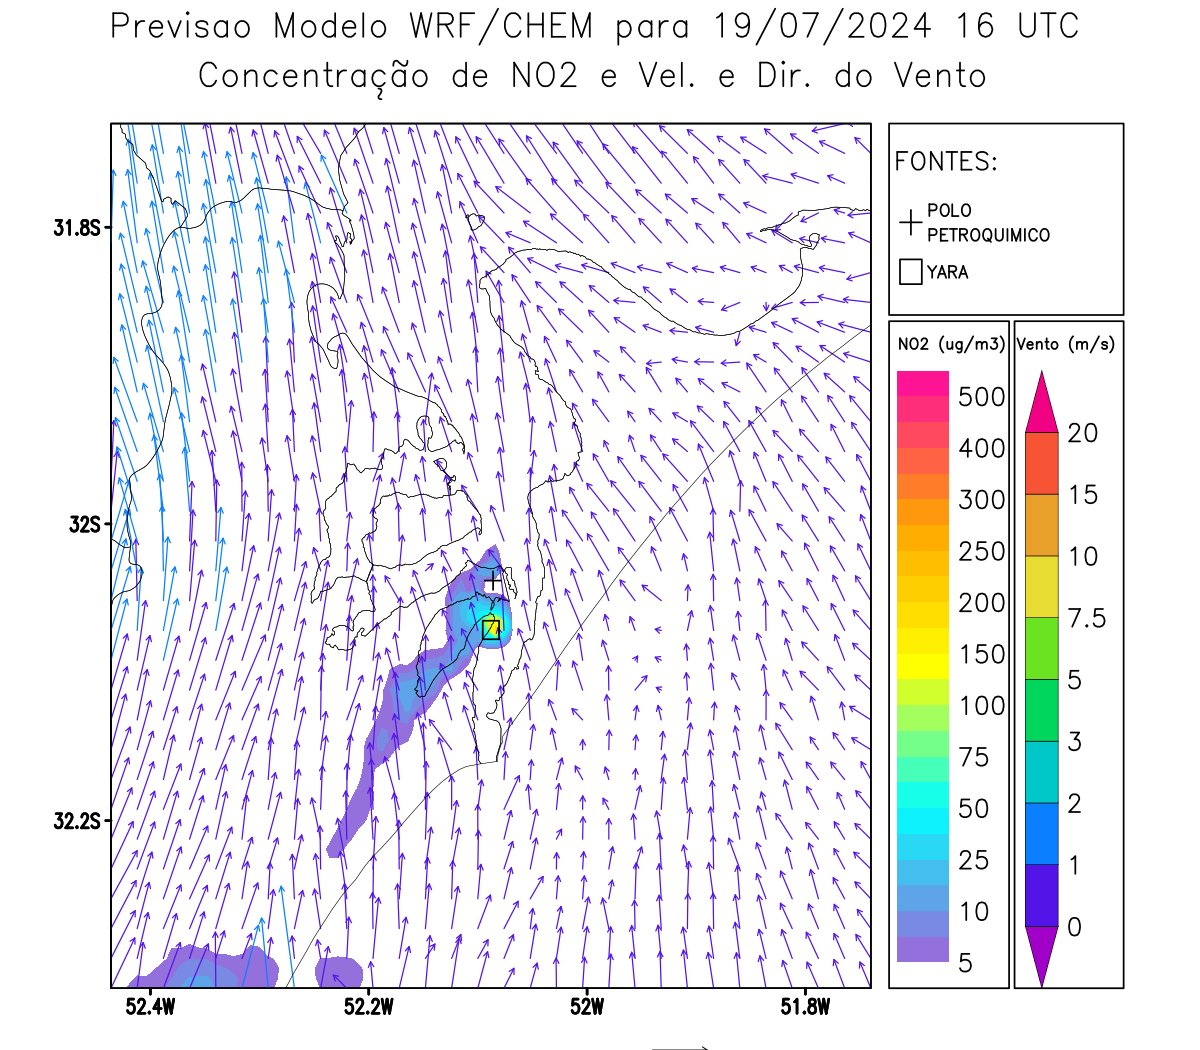 Previsao Modelo WRF/CHEM para 19/07/2024 16 UTC
Concentração de NO2 e Vel. e Dir. do Vento
FONTES:
POLO
PETROQUIMICO
YARA
NO2 (ug/m3)
500
400
300
250
200
150
100
75
50
25
10
5
Vento (m/s)
20
15
10
7.5
5
3
2
1
0
31.8S
32S
32.2S
52.4W
52.2W
52W
51.8W